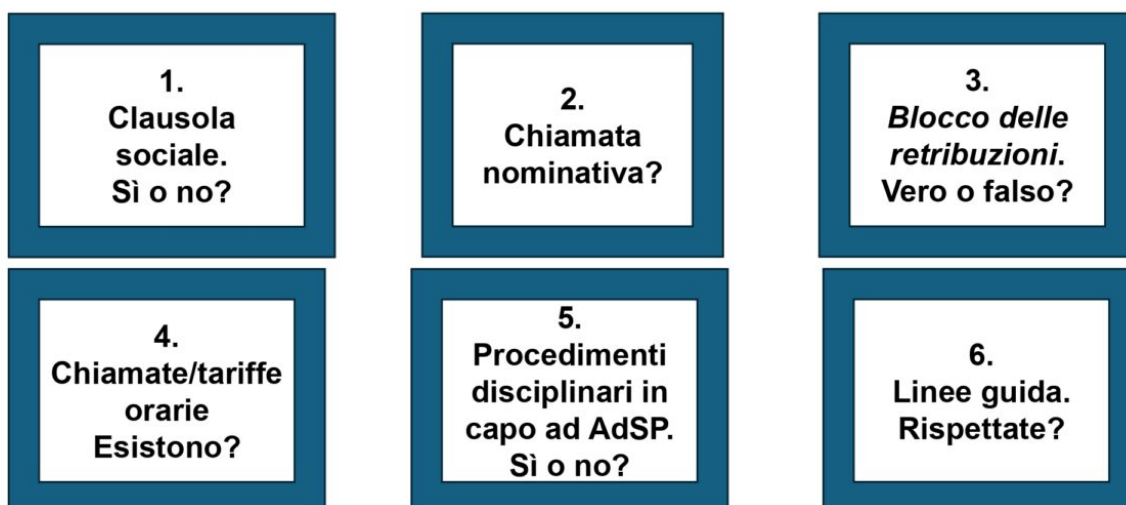 1.
Clausola
sociale.
Sì o no?
2.
Chiamata
nominativa?
3.
Blocco delle
retribuzioni.
Vero o falso?
4.
Chiamate/tariffe
orarie
Esistono?
5.
Procedimenti
disciplinari in
capo ad AdSP.
Sì o no?
6.
Linee guida.
Rispettate?